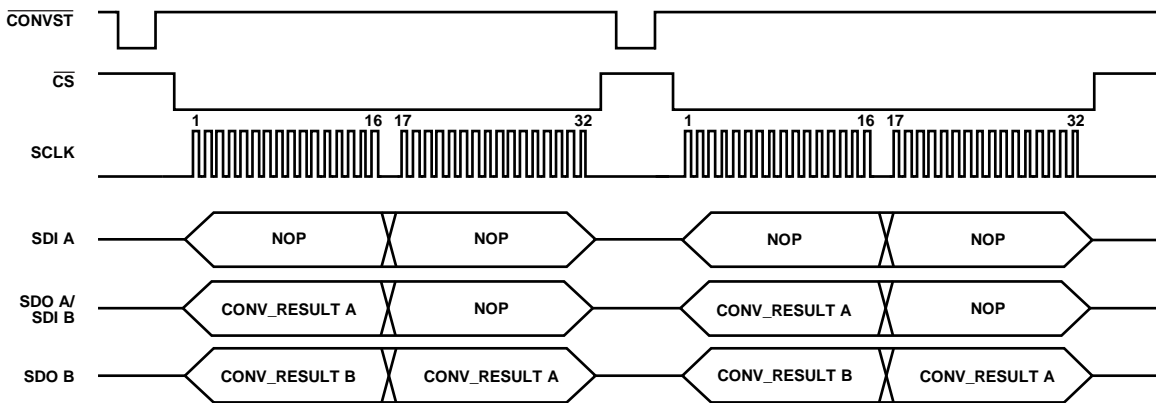 CONVST
CS
1 16 17 32 1 16 17 32
SCLK
SDI A NOP NOP NOP NOP
SDO A/
SDI B CONV_RESULT A NOP CONV_RESULT A NOP
SDO B CONV_RESULT B CONV_RESULT A CONV_RESULT B CONV_RESULT A